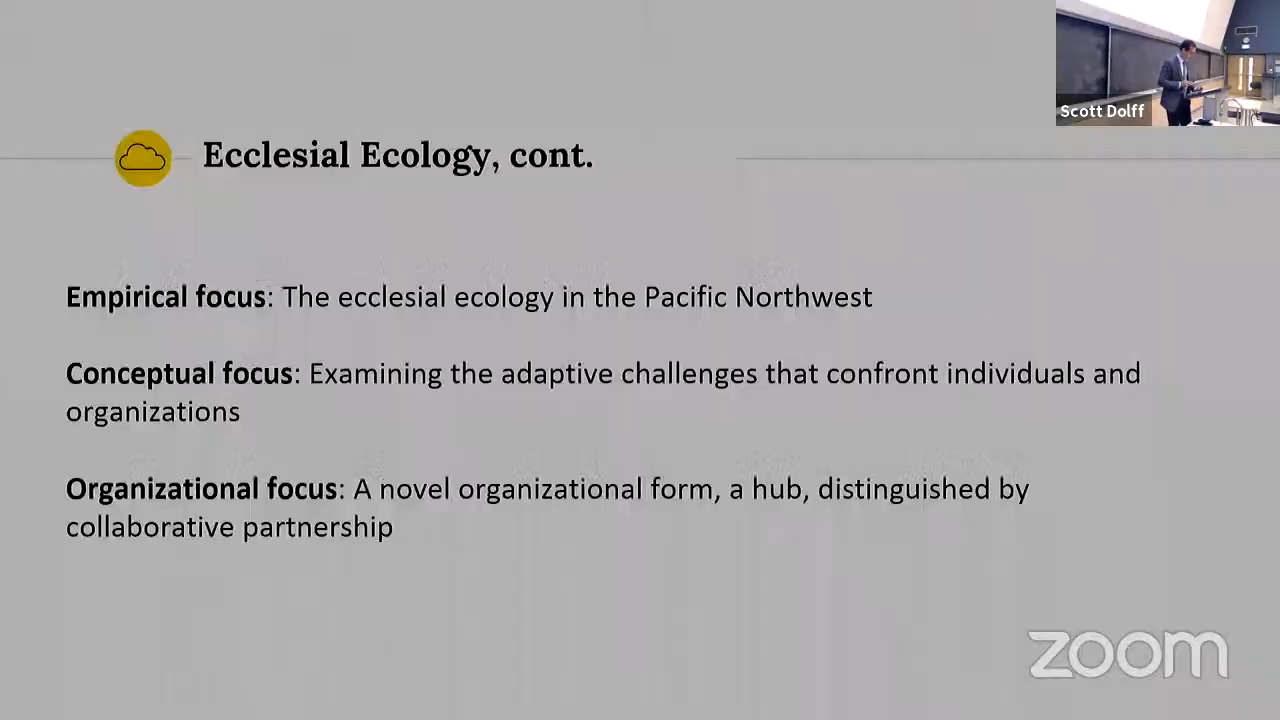 Scott Dolff
Ecclesial Ecology, cont.
Empirical focus: The ecclesial ecology in the Pacific Northwest
Conceptual focus: Examining the adaptive challenges that confront individuals and
organizations
Organizational focus: A novel organizational form, a hub, distinguished by
collaborative partnership
zoom